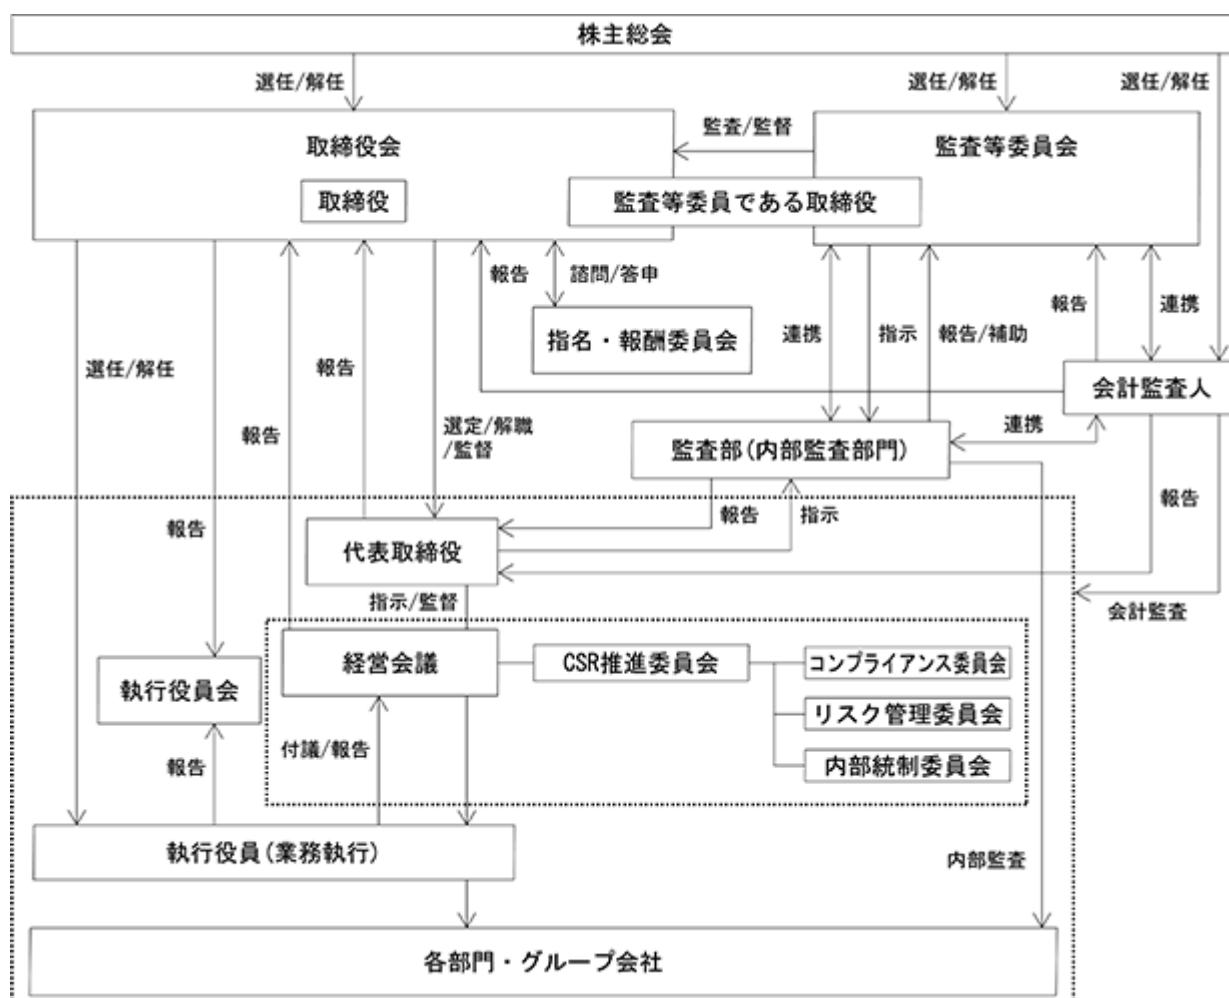 株主総会
選任/解任
選任/解任
選任/解任
取締役会
取締役
監査/監督
監査等委員会
監査等委員である取締役
報告
諮問/答申
指名・報酬委員会
連携
指示
報告/補助
報告
連携
会計監査人
選任/解任
報告
報告
選定/解職
/監督
監査部(内部監査部門)
連携
報告
報告
報告
指示
代表取締役
会計監査
指示/監督
経営会議
CSR推進委員会
コンプライアンス委員会
リスク管理委員会
内部統制委員会
執行役員会
報告
付議/報告
執行役員(業務執行)
内部監査
各部門・グループ会社